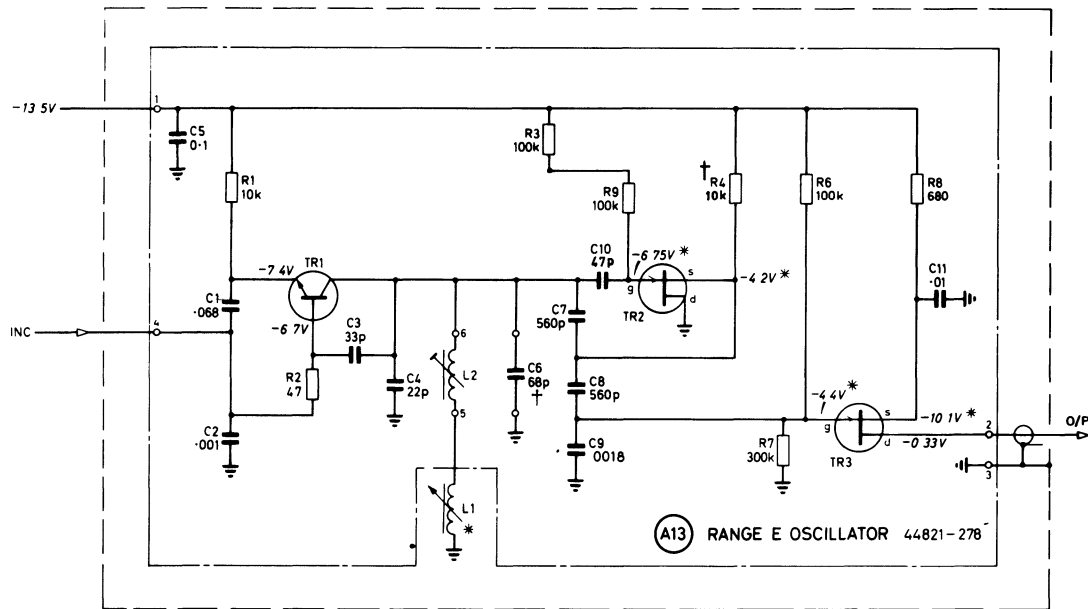 -13 5V
1
C5
0·1
R1
10k
R3
100k
R9
100k
†
R4
10k
R6
100k
R8
680
C11
·01
TR1
-7 4V
-6 7V
C1
·068
INC
4
C3
33p
R2
47
C4
22p
C2
·001
6
L2
5
L1
*
C6
68p
†
C10
47p
-6 75V *
g
s
d
TR2
-4 2V *
C7
560p
C8
560p
C9
0018
R7
300k
-4 4V *
g
s
d
TR3
-10 1V *
-0 33V
2
3
O/P
A13 RANGE E OSCILLATOR 44821-278